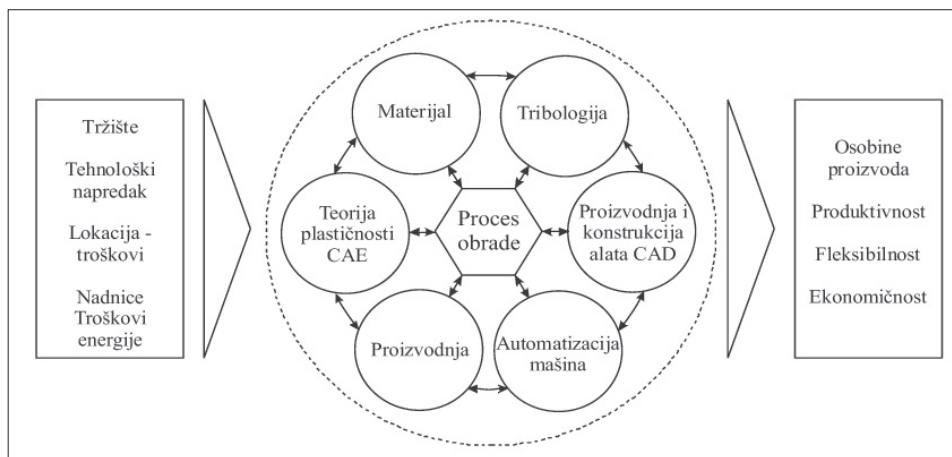 Tržište
Tehnološki
napredak
Lokacija -
troškovi
Nadnice
Troškovi
energije
Materijal
Tribologija
Teorija
plastičnosti
CAE
Proces
obrade
Proizvodnja i
konstrukcija
alata CAD
Proizvodnja
Automatizacija
mašina
Osobine
proizvoda
Produktivnost
Fleksibilnost
Ekonomičnost